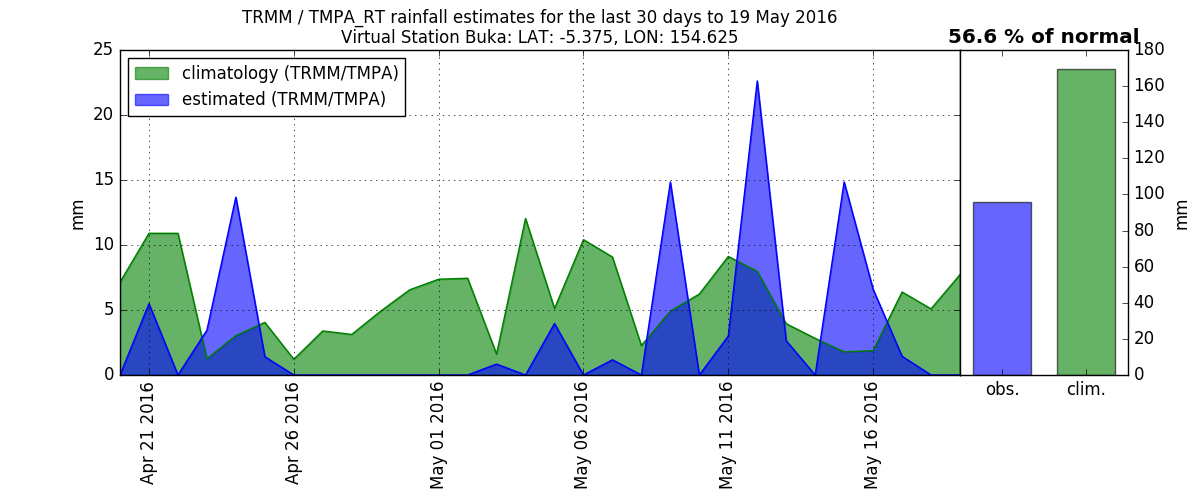 TRMM / TMPA_RT rainfall estimates for the last 30 days to 19 May 2016
Virtual Station Buka: LAT: -5.375, LON: 154.625
56.6 % of normal
climatology (TRMM/TMPA)
estimated (TRMM/TMPA)
mm
25
20
15
10
5
0
Apr 21 2016
Apr 26 2016
May 01 2016
May 06 2016
May 11 2016
May 16 2016
180
160
140
120
100
80
60
40
20
0
mm
obs.
clim.